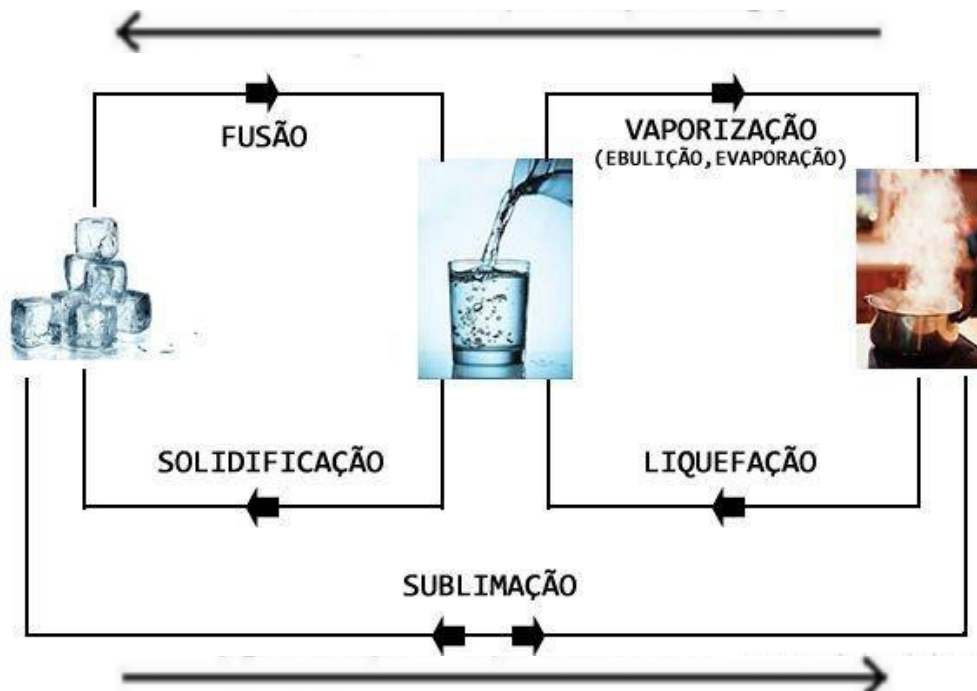 FUSÃO
VAPORIZAÇÃO
(EBULIÇÃO,EVAPORAÇÃO)
SOLIDIFICAÇÃO
LIQUEFAÇÃO
SUBLIMAÇÃO